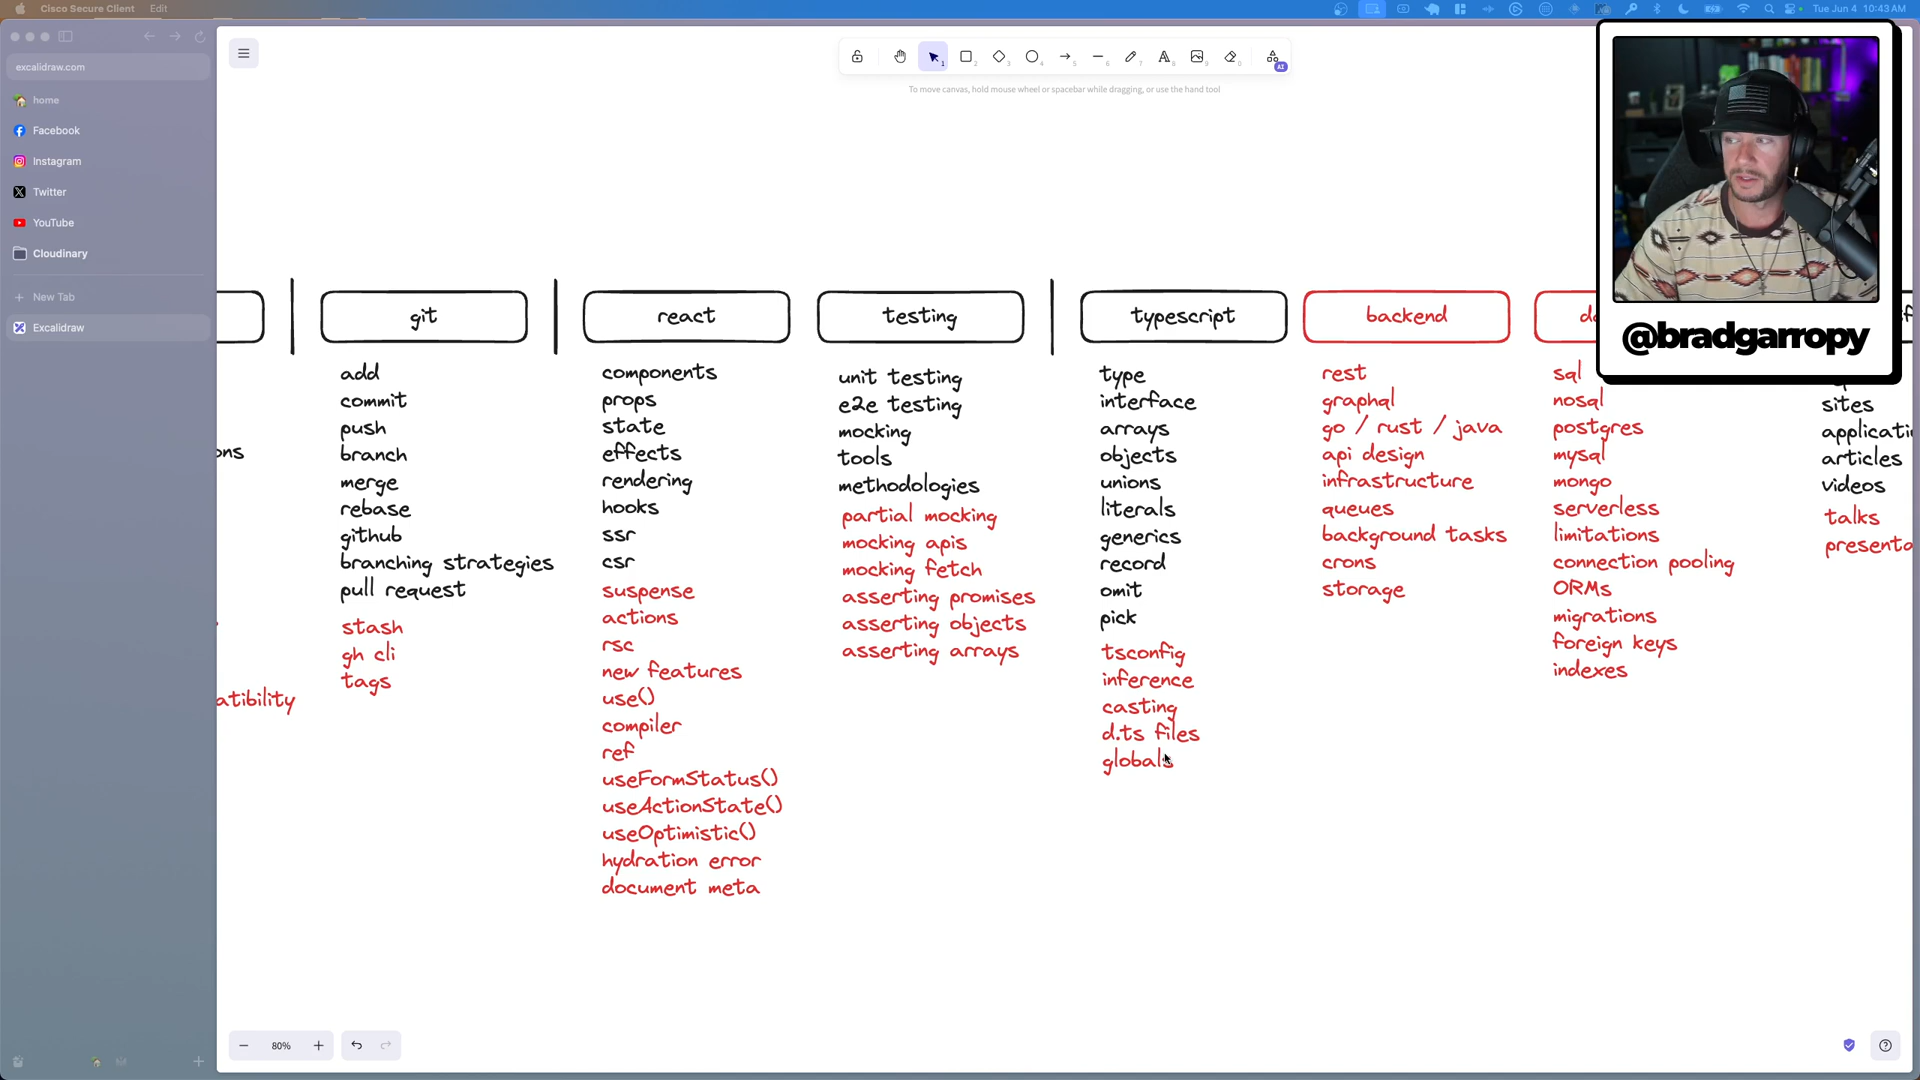 Cisco Secure Client Edit
Tue Jun 4 10:43 AM
excalidraw.com
home
Facebook
Instagram
Twitter
YouTube
Cloudinary
New Tab
Excalidraw
To move canvas, hold mouse wheel or spacebar while dragging, or use the hand tool
AI
@bradgarropy
ons
atibility
git
add
commit
push
branch
merge
rebase
github
branching strategies
pull request
stash
gh cli
tags
react
components
props
state
effects
rendering
hooks
ssr
csr
suspense
actions
rsc
new features
use()
compiler
ref
useFormStatus()
useActionState()
useOptimistic()
hydration error
document meta
testing
unit testing
e2e testing
mocking
tools
methodologies
partial mocking
mocking apis
mocking fetch
asserting promises
asserting objects
asserting arrays
typescript
type
interface
arrays
objects
unions
literals
generics
record
omit
pick
tsconfig
inference
casting
d.ts files
globals
backend
rest
graphql
go / rust / java
api design
infrastructure
queues
background tasks
crons
storage
sql
nosql
postgres
mysql
mongo
serverless
limitations
connection pooling
ORMs
migrations
foreign keys
indexes
sites
applicati
articles
videos
talks
presenta
80%